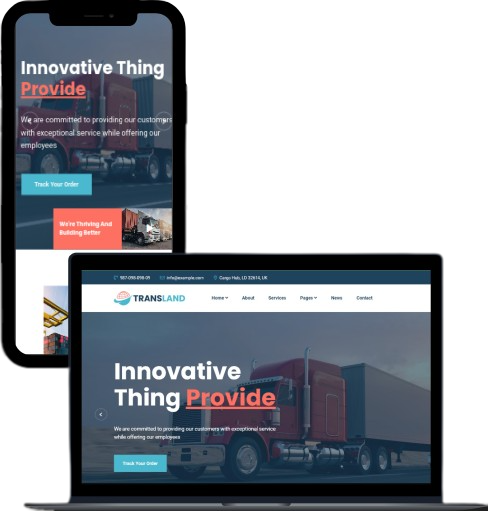 Innovative Thing
Provide
We are committed to providing our customers
with exceptional service while offering our
employees
Track Your Order
We're Thriving And
Building Better
987-098-098-09 info@example.com Cargo Hub, LD 32614, UK
TRANSLAND Home About Services Pages News Contact
Innovative
Thing Provide
We are committed to providing our customers with exceptional service
while offering our employees
Track Your Order